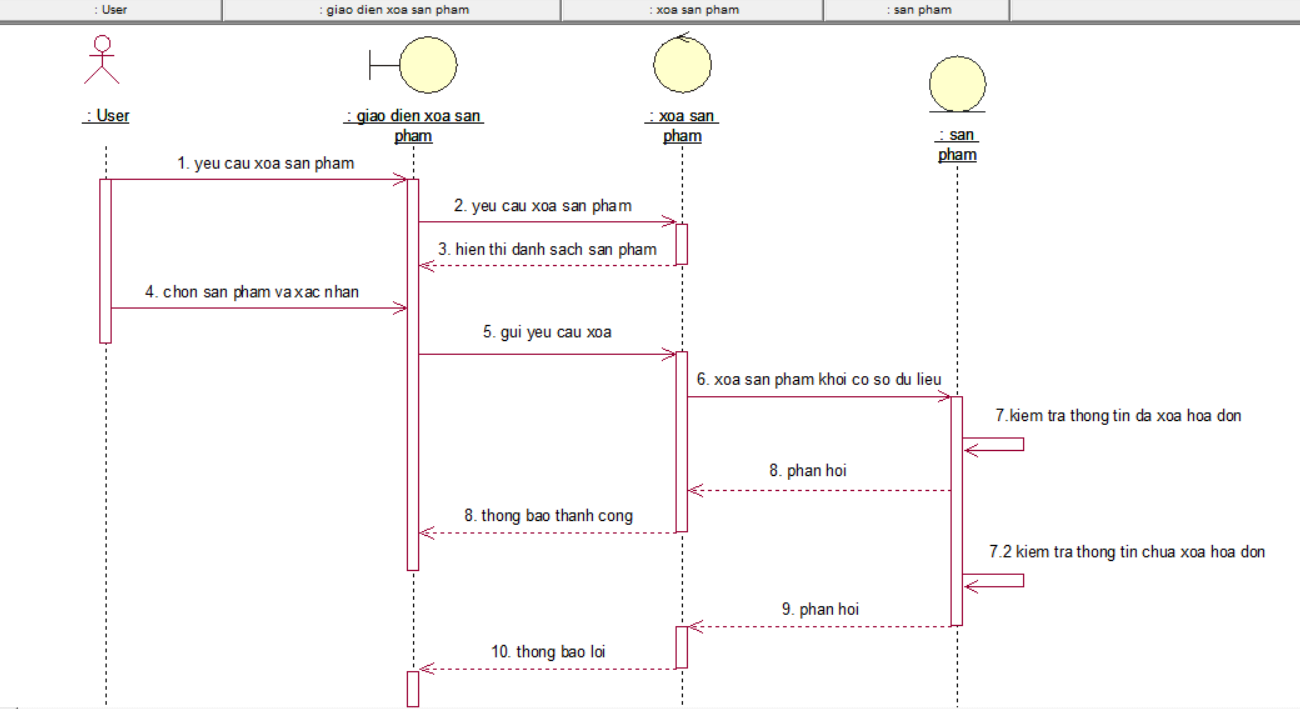 : User
: giao dien xoa san pham
: xoa san pham
: san pham
: User
: giao dien xoa san
pham
: xoa san
pham
: san
pham
1. yeu cau xoa san pham
2. yeu cau xoa san pham
3. hien thi danh sach san pham
4. chon san pham va xac nhan
5. gui yeu cau xoa
6. xoa san pham khoi co so du lieu
7.kiem tra thong tin da xoa hoa don
8. phan hoi
8. thong bao thanh cong
7.2 kiem tra thong tin chua xoa hoa don
9. phan hoi
10. thong bao loi